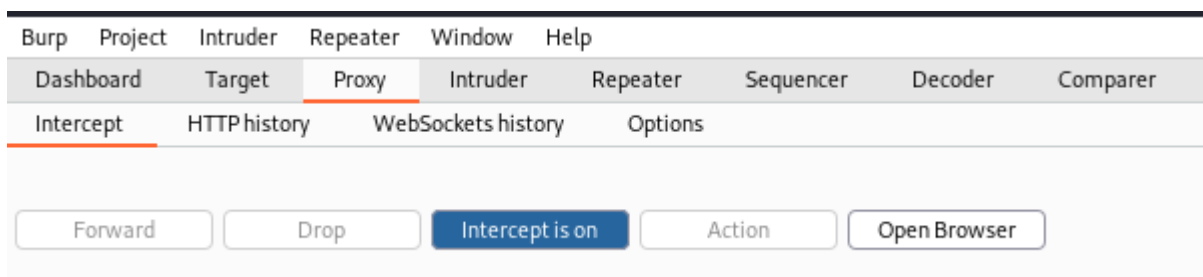 Burp Project Intruder Repeater Window Help
Dashboard Target Proxy Intruder Repeater Sequencer Decoder Comparer
Intercept HTTP history WebSockets history Options
Forward Drop Intercept is on Action Open Browser